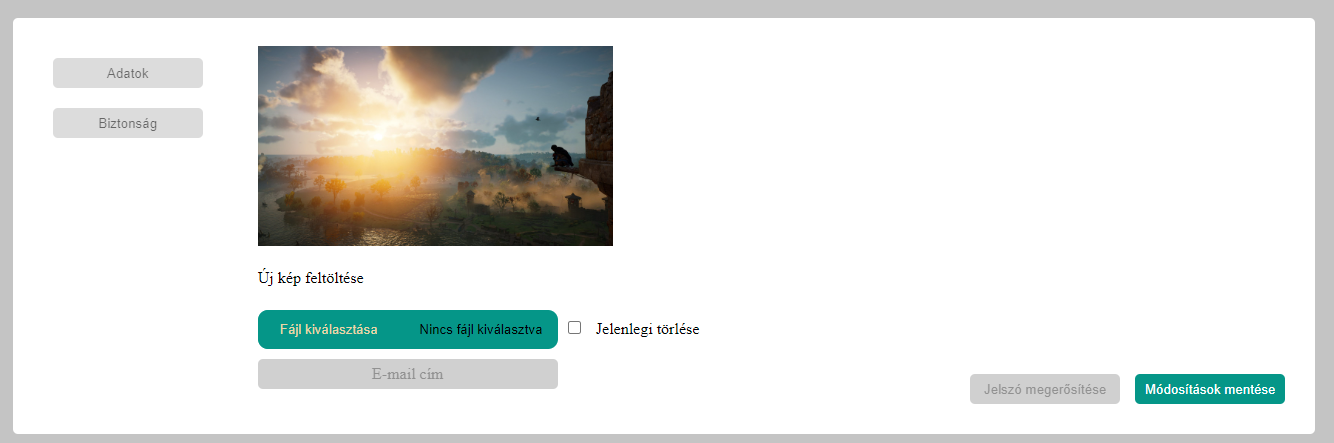 Adatok
Biztonság
Új kép feltöltése
Fájl kiválasztása Nincs fájl kiválasztva Jelenlegi törlése
E-mail cím
Jelszó megerősítése Módosítások mentése